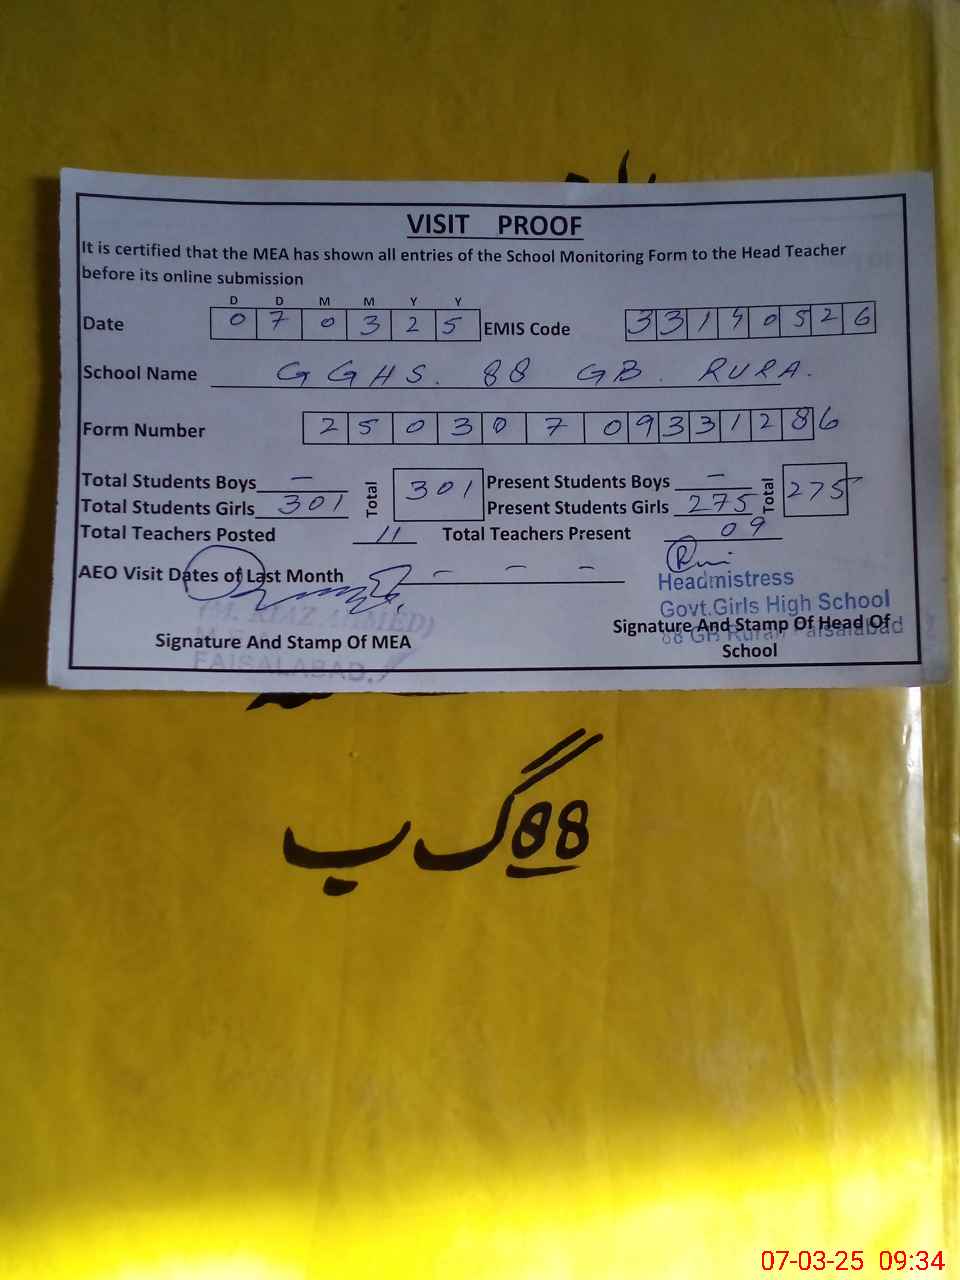 VISIT PROOF
It is certified that the MEA has shown all entries of the School Monitoring Form to the Head Teacher
before its online submission
D D M M Y Y
Date 0 7 0 3 2 5 EMIS Code 3 3 1 4 0 5 2 6
School Name GGHS. 88 GB. RURA.
Form Number 2 5 0 3 0 7 0 9 3 3 1 2 8 6
Total Students Boys — Total 301 Present Students Boys — Total 275
Total Students Girls 301 Present Students Girls 275
Total Teachers Posted 11 Total Teachers Present 09
AEO Visit Dates of Last Month – – –
Headmistress
Govt.Girls High School
88 GB Rurah Faisalabad
(M. RIAZ AHMED)
FAISALABAD.
Signature And Stamp Of MEA
Signature And Stamp Of Head Of
School
88 گ ب
07-03-25 09:34